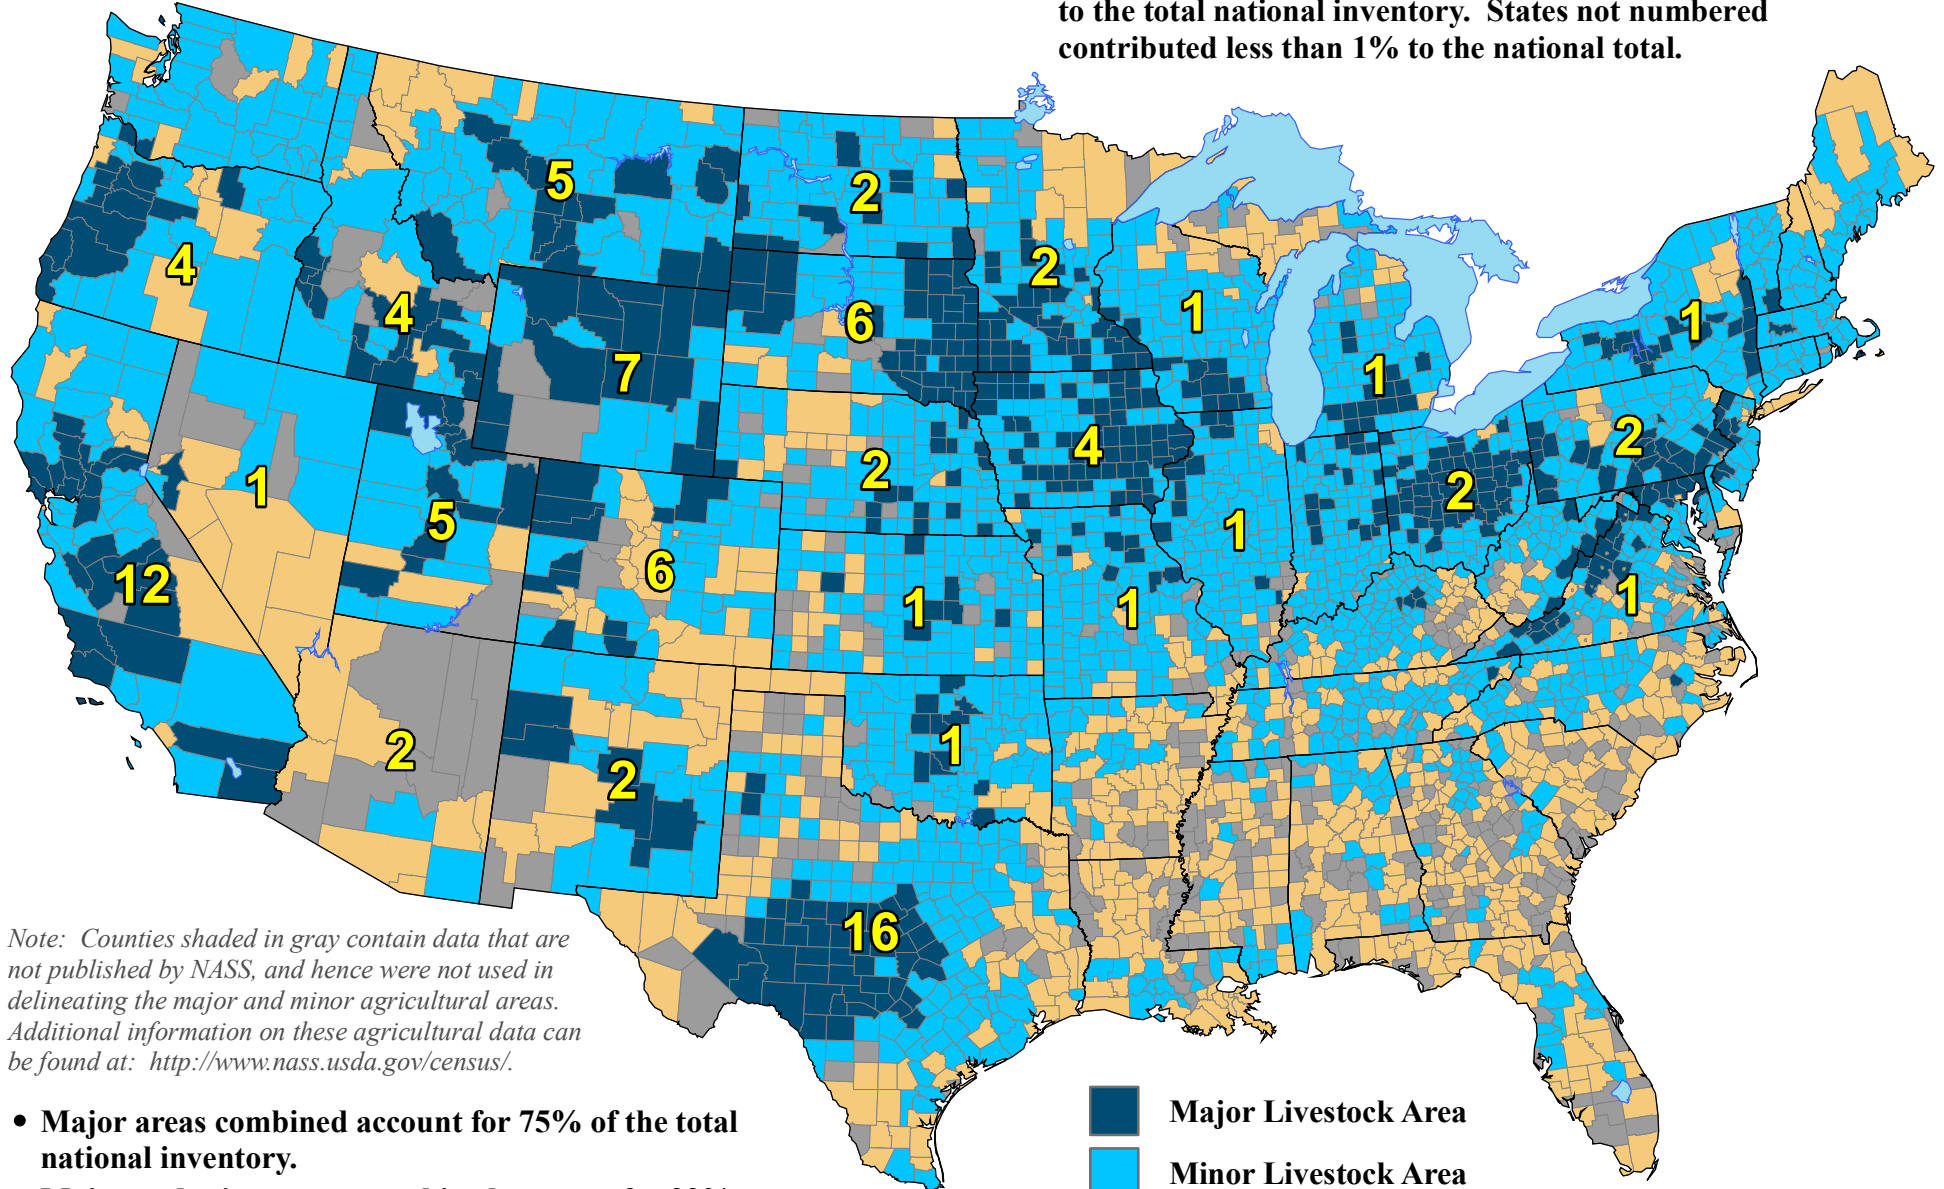 to the total national inventory.  States not numbered
contributed less than 1% to the national total.
5
2
4
2
4
6
1
1
7
1
4
2
2
1
2
5
1
12
6
1
1
1
2
1
2
16
Note:  Counties shaded in gray contain data that are
not published by NASS, and hence were not used in
delineating the major and minor agricultural areas.
Additional information on these agricultural data can
be found at:  http://www.nass.usda.gov/census/.
• Major areas combined account for 75% of the total
national inventory.
Major Livestock Area
Minor Livestock Area